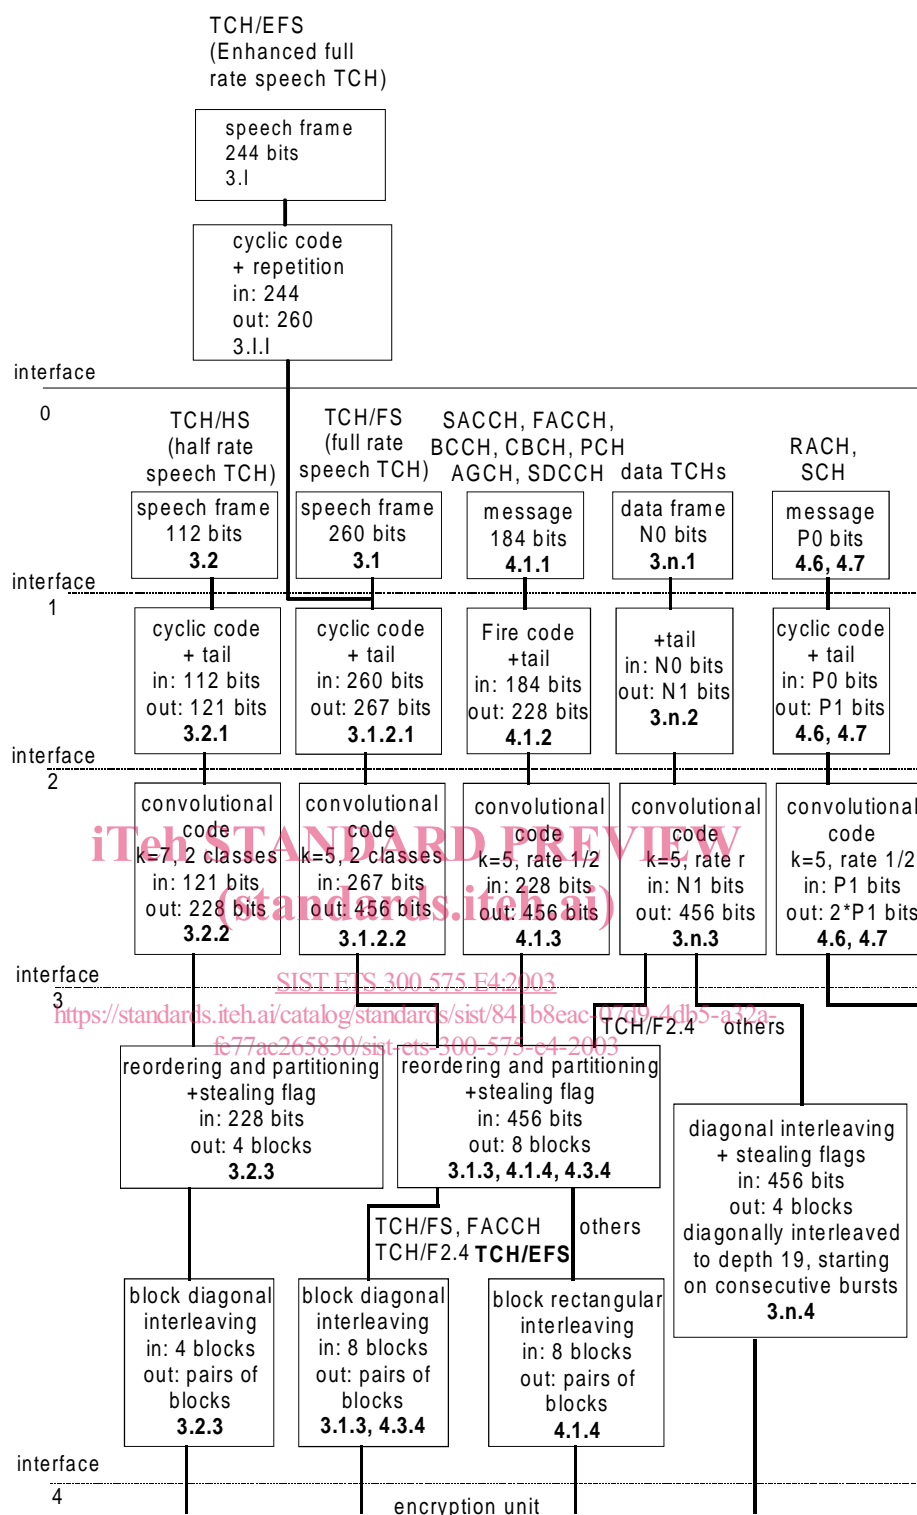 TCH/EFS
(Enhanced full
rate speech TCH)
speech frame
244 bits
3.I
cyclic code
+ repetition
in: 244
out: 260
3.I.I
interface
0
TCH/HS
(half rate
speech TCH)
TCH/FS
(full rate
speech TCH)
SACCH, FACCH,
BCCH, CBCH, PCH
AGCH, SDCCH
data TCHs
RACH,
SCH
speech frame
112 bits
3.2
speech frame
260 bits
3.1
message
184 bits
4.1.1
data frame
N0 bits
3.n.1
message
P0 bits
4.6, 4.7
interface
1
cyclic code
+ tail
in: 112 bits
out: 121 bits
3.2.1
cyclic code
+ tail
in: 260 bits
out: 267 bits
3.1.2.1
Fire code
+tail
in: 184 bits
out: 228 bits
4.1.2
+tail
in: N0 bits
out: N1 bits
3.n.2
cyclic code
+ tail
in: P0 bits
out: P1 bits
4.6, 4.7
interface
2
convolutional
code
k=7, 2 classes
in: 121 bits
out: 228 bits
3.2.2
convolutional
code
k=5, 2 classes
in: 267 bits
out: 456 bits
3.1.2.2
convolutional
code
k=5, rate 1/2
in: 228 bits
out: 456 bits
4.1.3
convolutional
code
k=5, rate r
in: N1 bits
out: 456 bits
3.n.3
convolutional
code
k=5, rate 1/2
in: P1 bits
out: 2*P1 bits
4.6, 4.7
iTeh STANDARD PREVIEW
(standards.iteh.ai)
interface
3
SIST ETS 300 575 E4:2003
https://standards.iteh.ai/catalog/standards/sist/841b8eac-07d9-4db5-a32a-
fe77ac265830/sist-ets-300-575-e4-2003
TCH/F2.4
others
reordering and partitioning
+stealing flag
in: 228 bits
out: 4 blocks
3.2.3
reordering and partitioning
+stealing flag
in: 456 bits
out: 8 blocks
3.1.3, 4.1.4, 4.3.4
diagonal interleaving
+ stealing flags
in: 456 bits
out: 4 blocks
diagonally interleaved
to depth 19, starting
on consecutive bursts
3.n.4
TCH/FS, FACCH
TCH/F2.4 TCH/EFS
others
block diagonal
interleaving
in: 4 blocks
out: pairs of
blocks
3.2.3
block diagonal
interleaving
in: 8 blocks
out: pairs of
blocks
3.1.3, 4.3.4
block rectangular
interleaving
in: 8 blocks
out: pairs of
blocks
4.1.4
interface
4
encryption unit